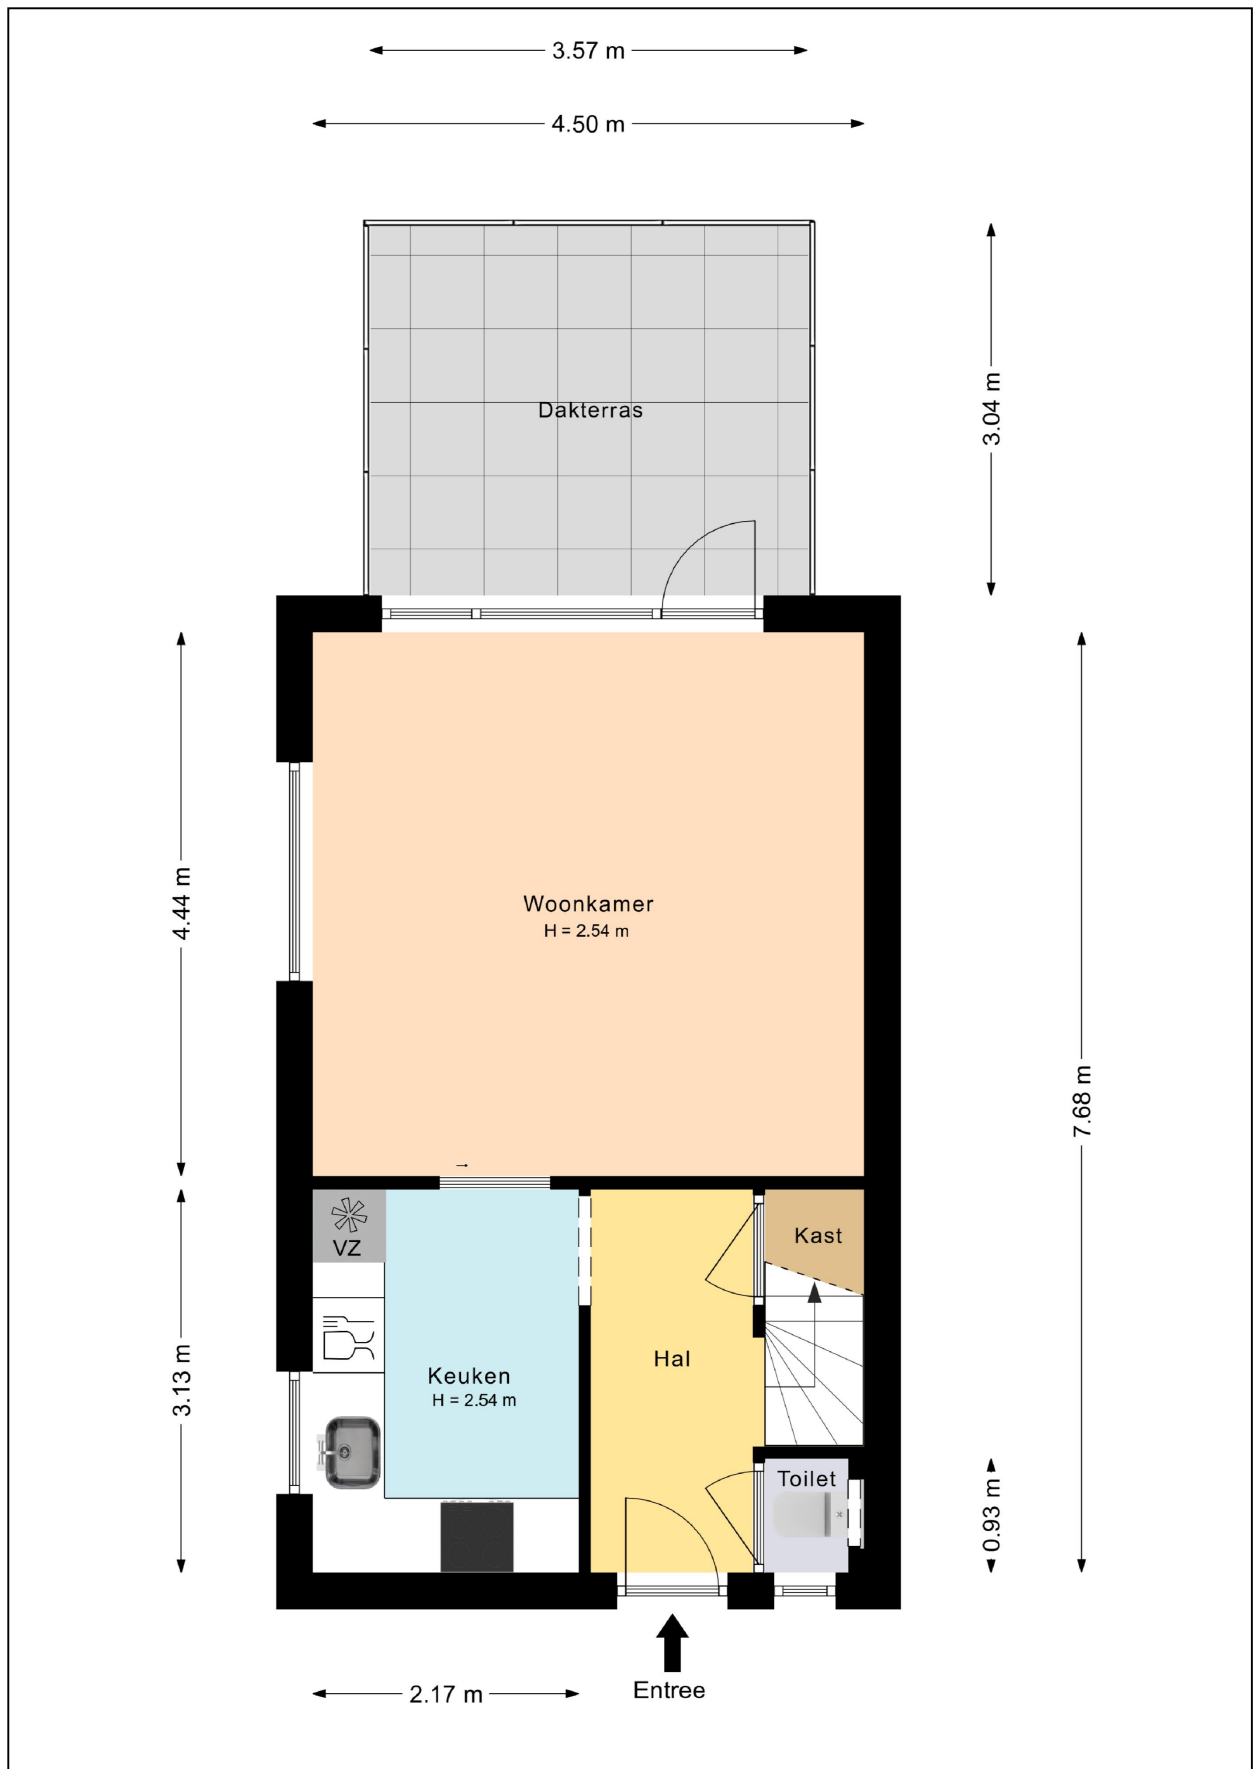 3.57 m
4.50 m
3.04 m
Dakterras
4.44 m
Woonkamer
H = 2.54 m
7.68 m
VZ
Kast
3.13 m
Hal
Keuken
H = 2.54 m
Toilet
0.93 m
2.17 m
Entree